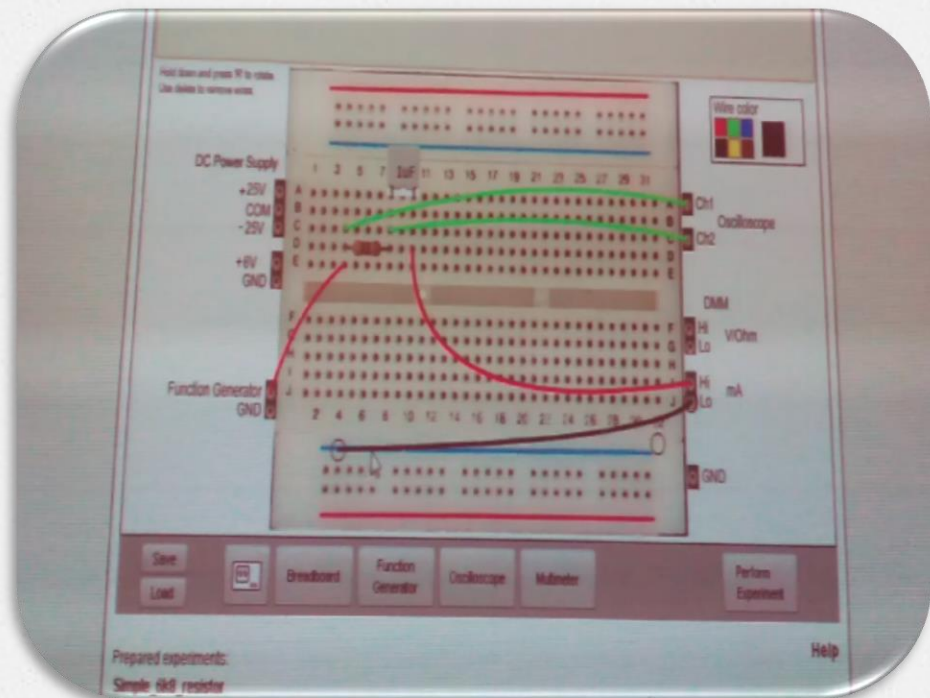 Hold down and press 'R' to rotate.
Use delete to remove wires.
Wire color
DC Power Supply
+25V
COM
-25V
+6V
GND
1 3 5 7 11 13 15 17 19 21 23 25 27 29 31
1uF
A
B
C
D
E
Ch1
Oscilloscope
Ch2
B
D
E
DMM
F
H
I
J
F
G
J
Hi
V/Ohm
Lo
Hi
mA
Lo
Function Generator
GND
2 4 6 8 10 12 14 16 18 20 22 24 26 28
GND
Save
Load
Breadboard
Function
Generator
Oscilloscope
Multimeter
Perform
Experiment
Prepared experiments:
Help
Simple_6k8_resistor